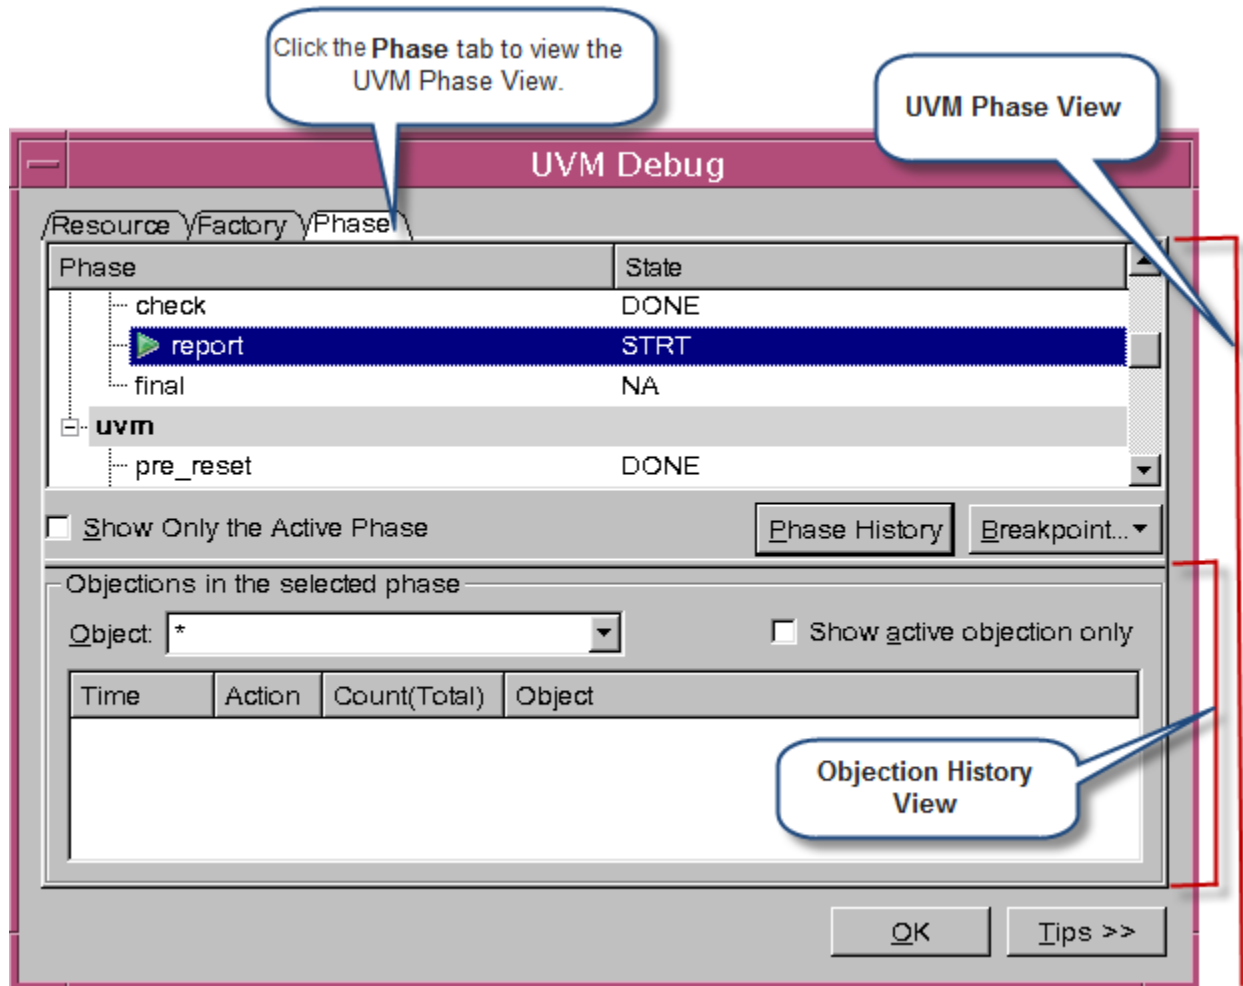 Click the Phase tab to view the
UVM Phase View.
UVM Phase View
UVM Debug
Resource Factory Phase
Phase State
check DONE
report STRT
final NA
uvm
pre_reset DONE
Show Only the Active Phase Phase History Breakpoint...
Objections in the selected phase
Object: * Show active objection only
Time Action Count(Total) Object
Objection History
View
OK Tips >>